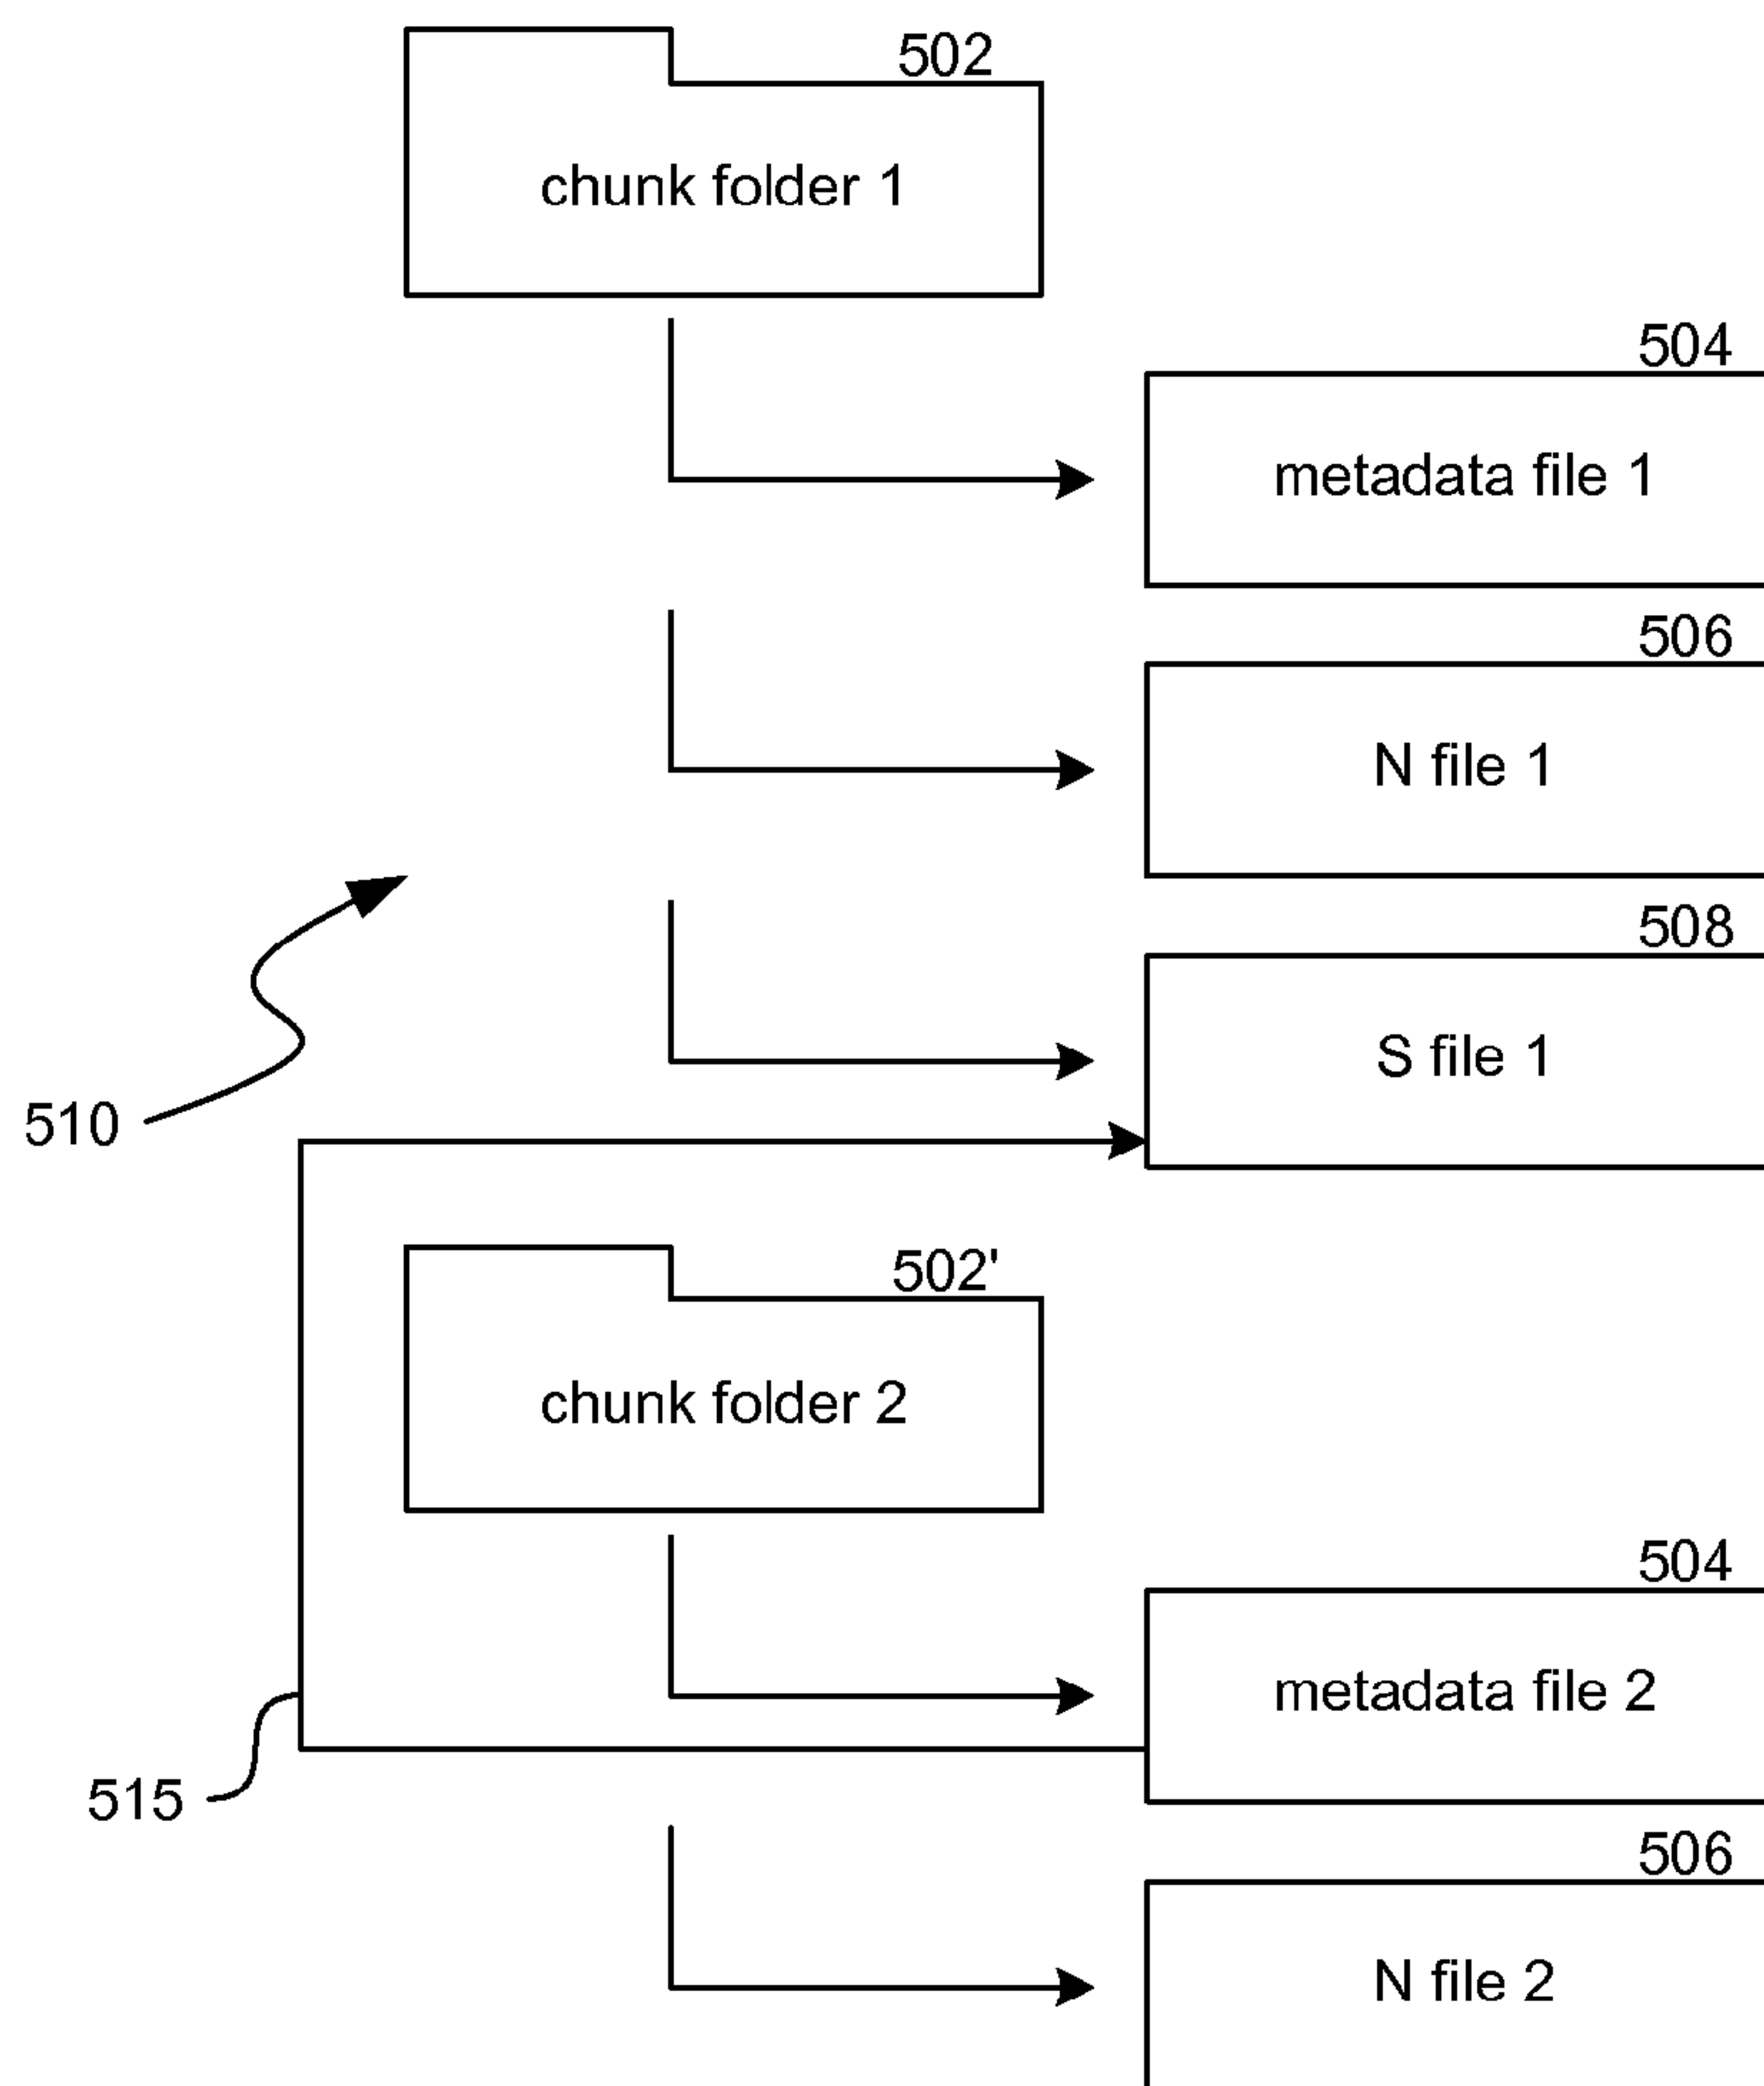 502
chunk folder 1
504
metadata file 1
506
N file 1
508
S file 1
510
502'
chunk folder 2
504
metadata file 2
515
506
N file 2